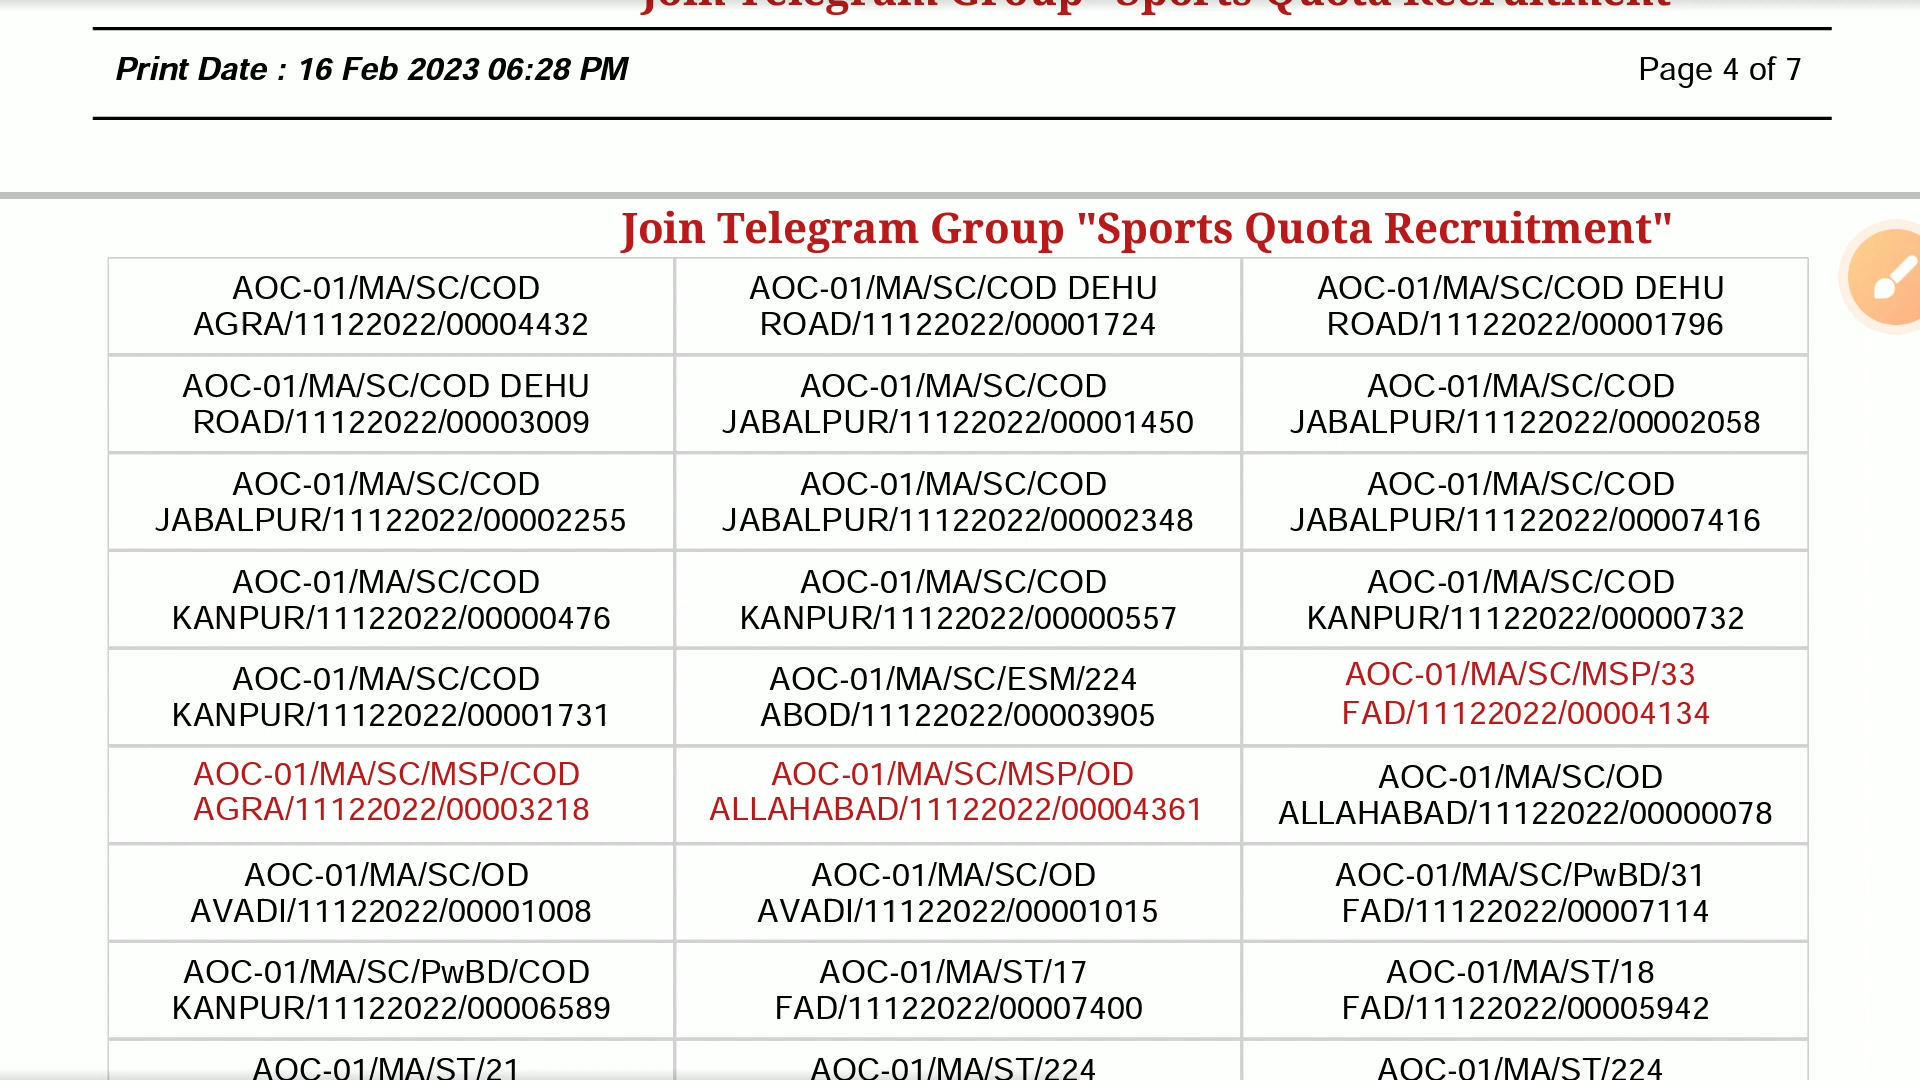 Join Telegram Group "Sports Quota Recruitment"
Print Date : 16 Feb 2023 06:28 PM
Page 4 of 7
Join Telegram Group "Sports Quota Recruitment"
AOC-01/MA/SC/COD
AGRA/11122022/00004432
AOC-01/MA/SC/COD DEHU
ROAD/11122022/00001724
AOC-01/MA/SC/COD DEHU
ROAD/11122022/00001796
AOC-01/MA/SC/COD DEHU
ROAD/11122022/00003009
AOC-01/MA/SC/COD
JABALPUR/11122022/00001450
AOC-01/MA/SC/COD
JABALPUR/11122022/00002058
AOC-01/MA/SC/COD
JABALPUR/11122022/00002255
AOC-01/MA/SC/COD
JABALPUR/11122022/00002348
AOC-01/MA/SC/COD
JABALPUR/11122022/00007416
AOC-01/MA/SC/COD
KANPUR/11122022/00000476
AOC-01/MA/SC/COD
KANPUR/11122022/00000557
AOC-01/MA/SC/COD
KANPUR/11122022/00000732
AOC-01/MA/SC/COD
KANPUR/11122022/00001731
AOC-01/MA/SC/ESM/224
ABOD/11122022/00003905
AOC-01/MA/SC/MSP/33
FAD/11122022/00004134
AOC-01/MA/SC/MSP/COD
AGRA/11122022/00003218
AOC-01/MA/SC/MSP/OD
ALLAHABAD/11122022/00004361
AOC-01/MA/SC/OD
ALLAHABAD/11122022/00000078
AOC-01/MA/SC/OD
AVADI/11122022/00001008
AOC-01/MA/SC/OD
AVADI/11122022/00001015
AOC-01/MA/SC/PwBD/31
FAD/11122022/00007114
AOC-01/MA/SC/PwBD/COD
KANPUR/11122022/00006589
AOC-01/MA/ST/17
FAD/11122022/00007400
AOC-01/MA/ST/18
FAD/11122022/00005942
AOC-01/MA/ST/21
AOC-01/MA/ST/224
AOC-01/MA/ST/224